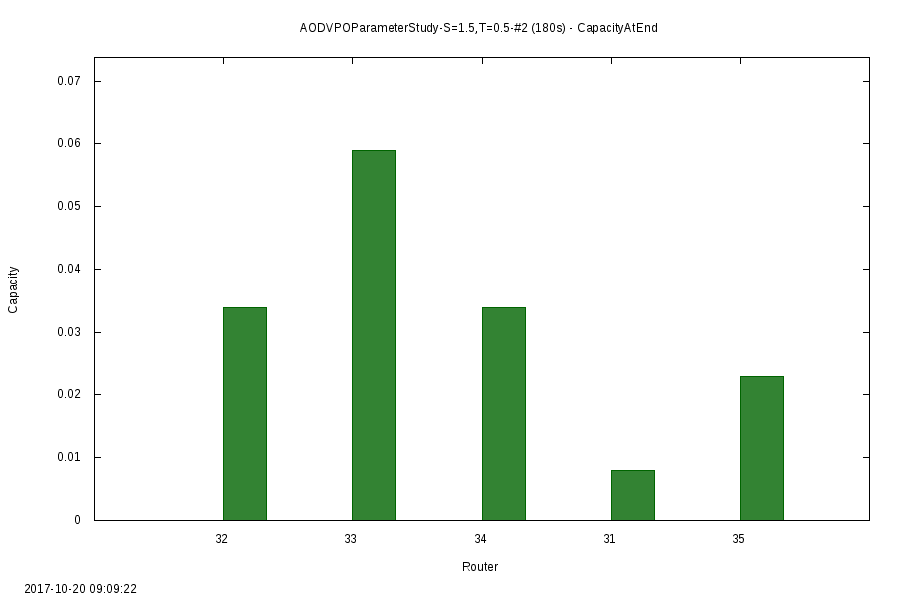 AODVPOParameterStudy-S=1.5,T=0.5-#2 (180s) - CapacityAtEnd
0.07
0.06
0.05
0.04
0.03
0.02
0.01
0
Capacity
32 33 34 31 35
Router
2017-10-20 09:09:22